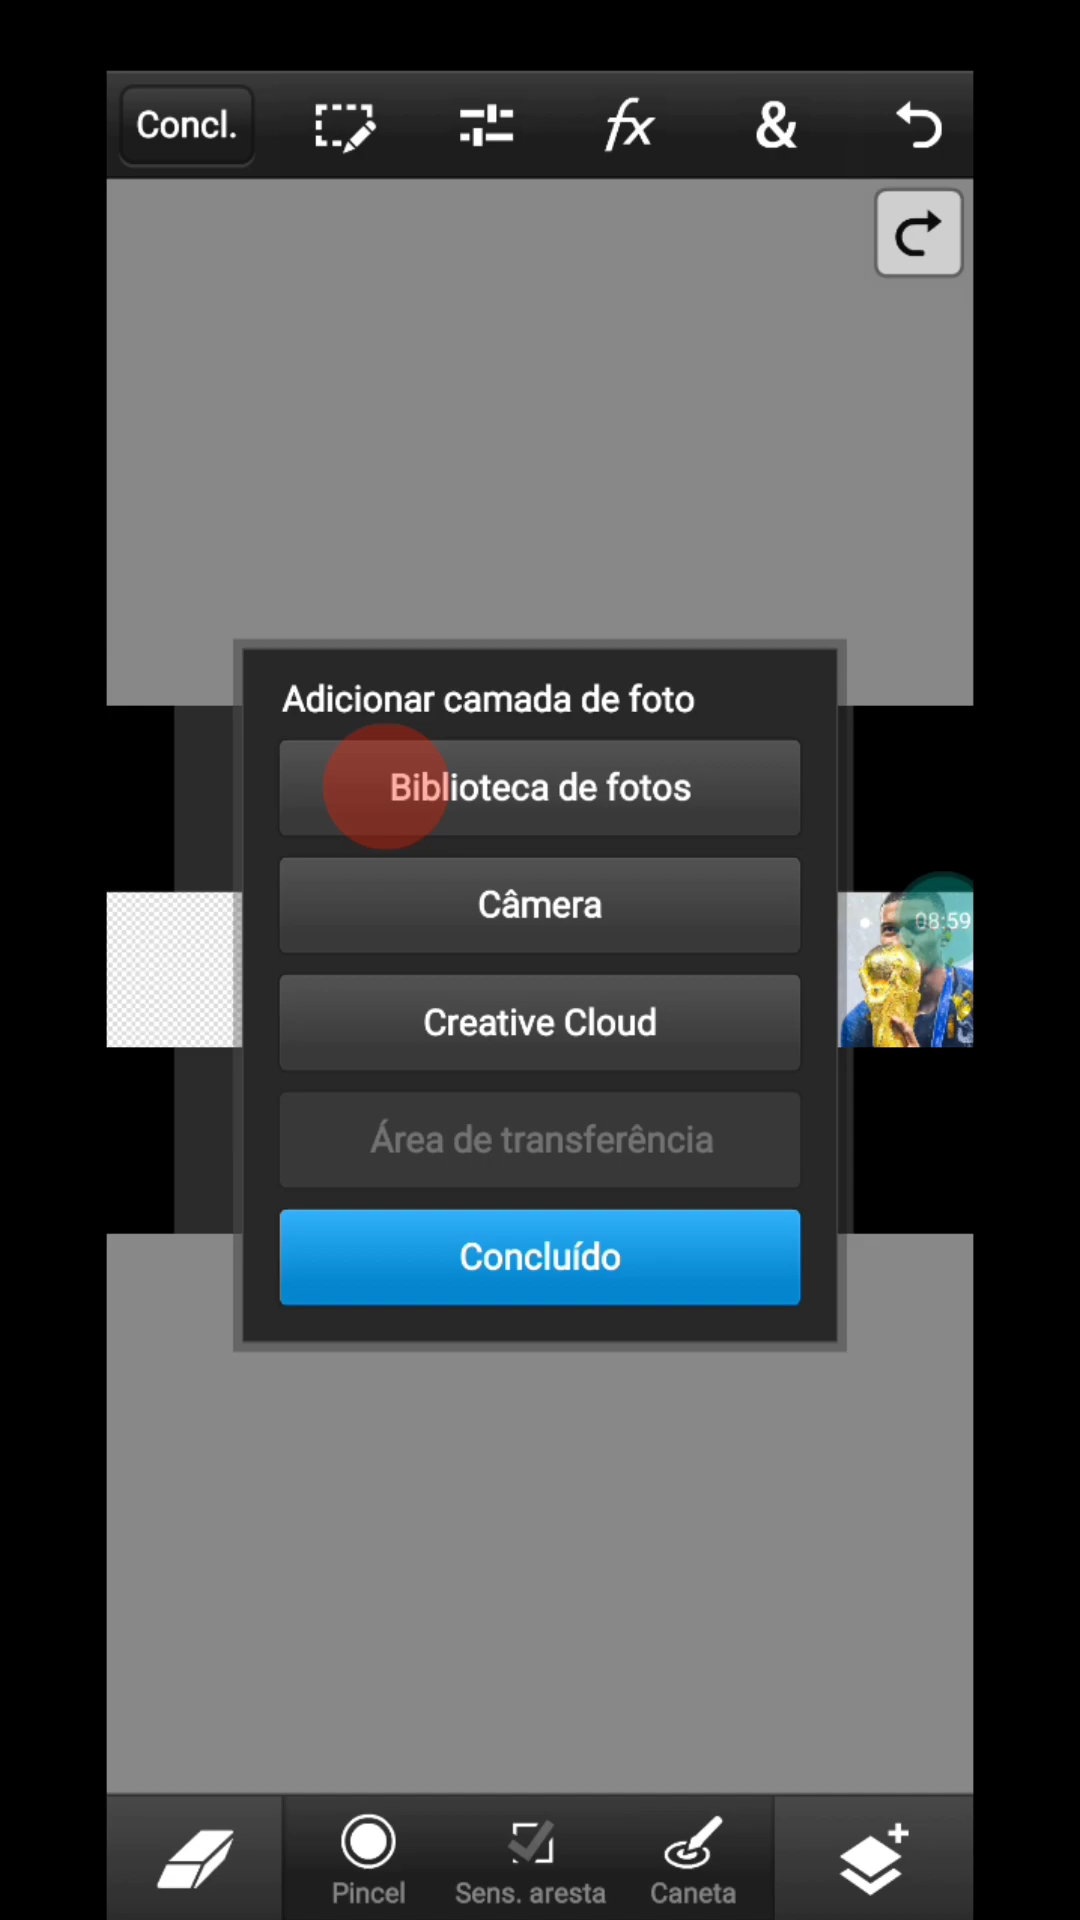 Concl.
fx
&
Adicionar camada de foto
Biblioteca de fotos
Câmera
08:59
Creative Cloud
Área de transferência
Concluído
Pincel
Sens. aresta
Caneta